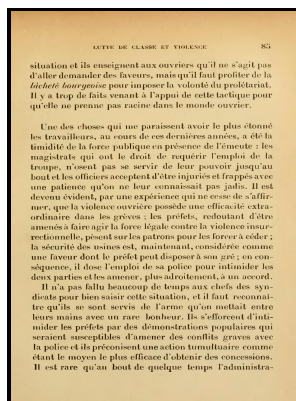 LUTTE DE CLASSE ET VIOLENCE 85
situation et ils enseignent aux ouvriers qu'il ne s'agit pas
d'aller demander des faveurs, mais qu'il faut profiter de la
lâcheté bourgeoise pour imposer la volonté du prolétariat.
Il y a trop de faits venant à l'appui de cette tactique pour
qu'elle ne prenne pas racine dans le monde ouvrier.
Une des choses qui me paraissent avoir le plus étonné
les travailleurs, au cours de ces dernières années, a été la
timidité de la force publique en présence de l'émeute : les
magistrats qui ont le droit de requérir l'emploi de la
troupe, n'osent pas se servir de leur pouvoir jusqu'au
bout et les officiers acceptent d'être injuriés et frappés avec
une patience qu'on ne leur connaissait pas jadis. Il est
devenu évident, par une expérience qui ne cesse de s'affir-
mer, que la violence ouvrière possède une efficacité extra-
ordinaire dans les grèves ; les préfets, redoutant d'être
amenés à faire agir la force légale contre la violence insur-
rectionnelle, pèsent sur les patrons pour les forcer à céder ;
la sécurité des usines est, maintenant, considérée comme
une faveur dont le préfet peut disposer à son gré ; en con-
séquence, il dose l'emploi de sa police pour intimider les
deux parties et les amener, plus adroitement, à un accord.
Il n'a pas fallu beaucoup de temps aux chefs des syn-
dicats pour bien saisir cette situation, et il faut reconnaî-
tre qu'ils se sont servis de l'arme qu'on mettait entre
leurs mains avec un rare bonheur. Ils s'efforcent d'inti-
mider les préfets par des démonstrations populaires qui
seraient susceptibles d'amener des conflits graves avec
la police et ils préconisent une action tumultuaire comme
étant le moyen le plus efficace d'obtenir des concessions.
Il est rare qu'au bout de quelque temps l'administra-